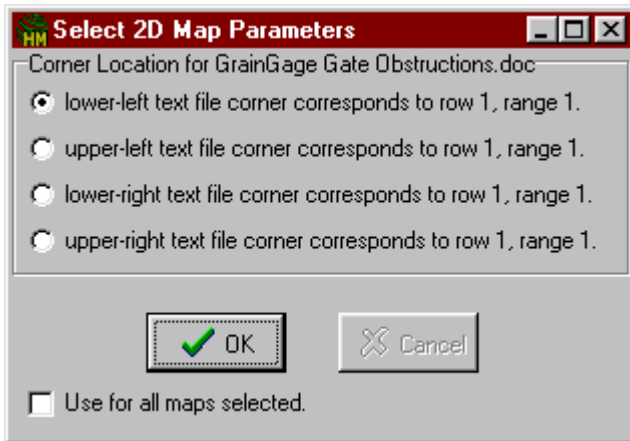 HM Select 2D Map Parameters
Corner Location for GrainGage Gate Obstructions.doc
lower-left text file corner corresponds to row 1, range 1.
upper-left text file corner corresponds to row 1, range 1.
lower-right text file corner corresponds to row 1, range 1.
upper-right text file corner corresponds to row 1, range 1.
OK Cancel
Use for all maps selected.